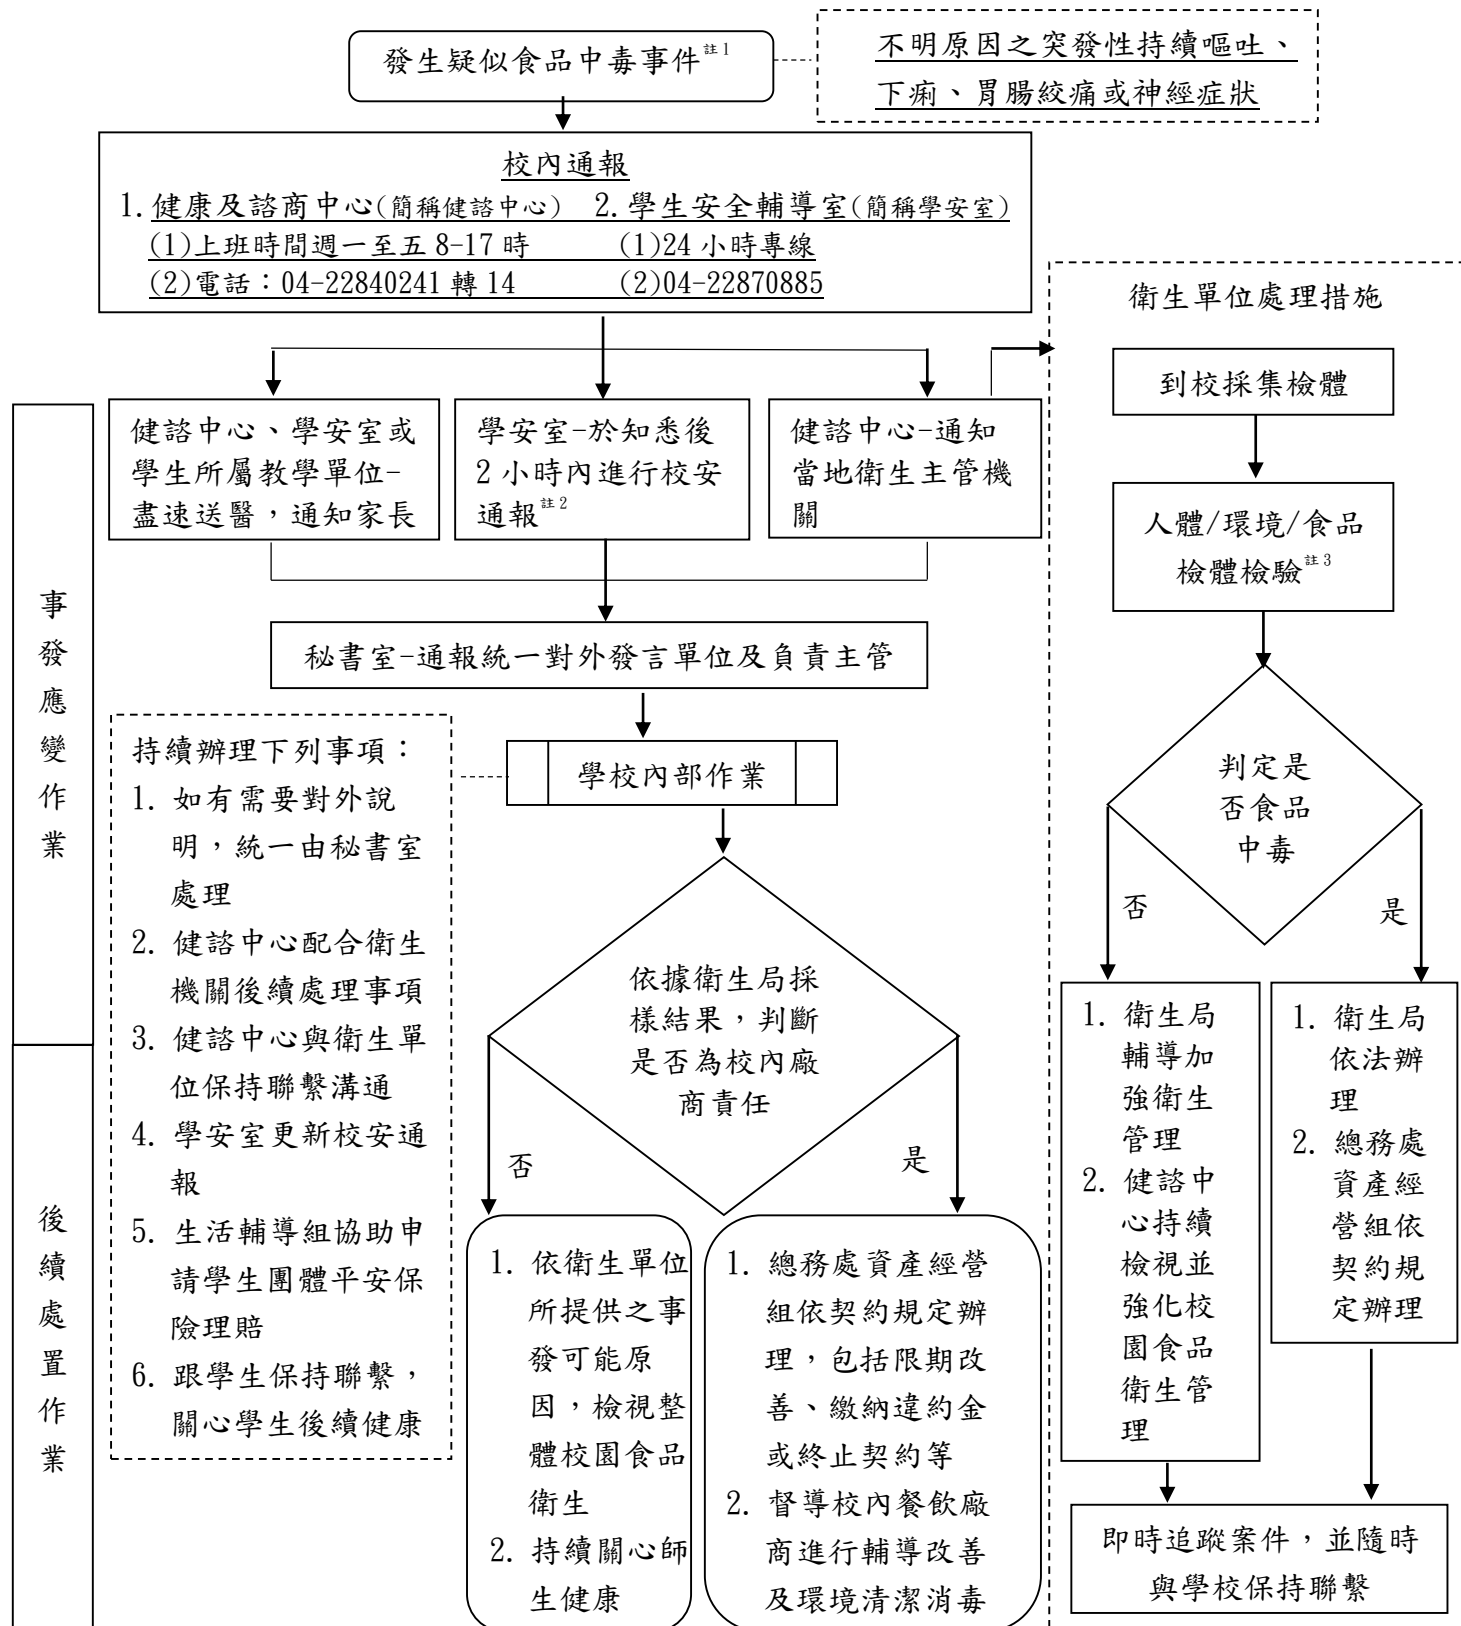 發生疑似食品中毒事件註1
不明原因之突發性持續嘔吐、
下痢、胃腸絞痛或神經症狀
校內通報
1.健康及諮商中心(簡稱健諮中心) 2.學生安全輔導室(簡稱學安室)
(1)上班時間週一至五8-17時 (1)24小時專線
(2)電話：04-22840241轉14 (2)04-22870885
健諮中心、學安室或
學生所屬教學單位-
盡速送醫，通知家長
學安室-於知悉後
2小時內進行校安
通報註2
健諮中心-通知
當地衛生主管機
關
秘書室-通報統一對外發言單位及負責主管
學校內部作業
持續辦理下列事項：
1. 如有需要對外說
明，統一由秘書室
處理
2. 健諮中心配合衛生
機關後續處理事項
3. 健諮中心與衛生單
位保持聯繫溝通
4. 學安室更新校安通
報
5. 生活輔導組協助申
請學生團體平安保
險理賠
6. 跟學生保持聯繫，
關心學生後續健康
依據衛生局採
樣結果，判斷
是否為校內廠
商責任
否
是
1. 依衛生單位
所提供之事
發可能原
因，檢視整
體校園食品
衛生
2. 持續關心師
生健康
1. 總務處資產經營
組依契約規定辦
理，包括限期改
善、繳納違約金
或終止契約等
2. 督導校內餐飲廠
商進行輔導改善
及環境清潔消毒
衛生單位處理措施
到校採集檢體
人體/環境/食品
檢體檢驗註3
判定是
否食品
中毒
否
是
1. 衛生局
輔導加
強衛生
管理
2. 健諮中
心持續
檢視並
強化校
園食品
衛生管
理
1. 衛生局
依法辦
理
2. 總務處
資產經
營組依
契約規
定辦理
即時追蹤案件，並隨時
與學校保持聯繫
事
發
應
變
作
業
後
續
處
置
作
業